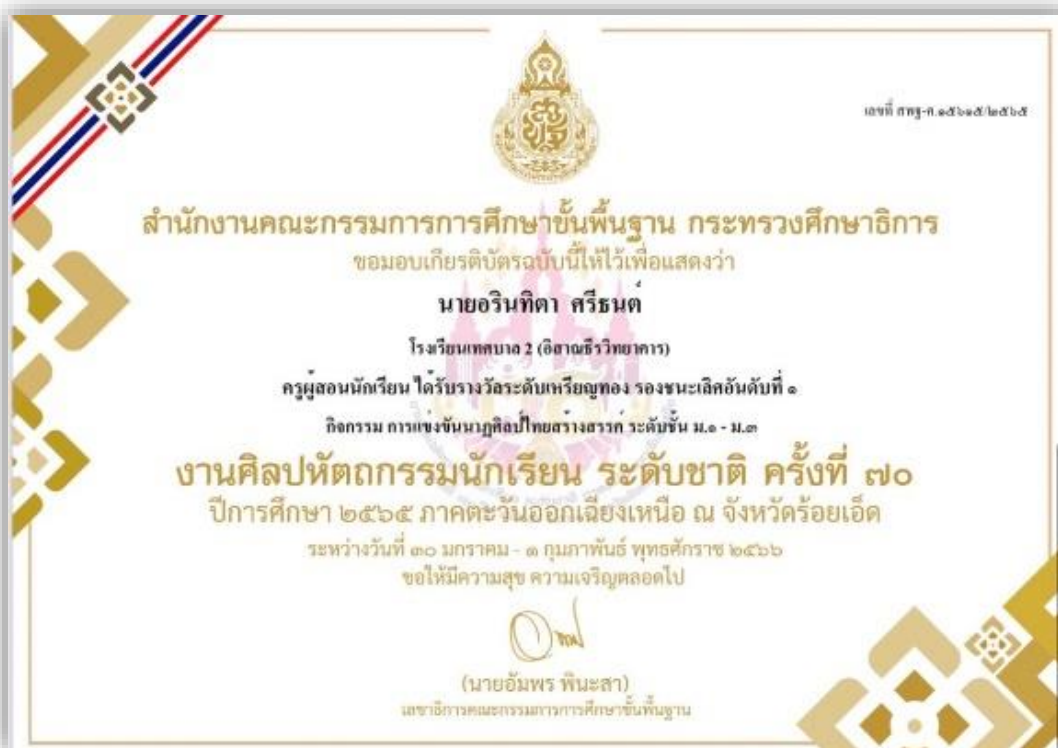 เลขที่ สพฐ-ค.๑๕๖๑๕/๒๕๖๕
สำนักงานคณะกรรมการการศึกษาขั้นพื้นฐาน กระทรวงศึกษาธิการ
ขอมอบเกียรติบัตรฉบับนี้ให้ไว้เพื่อแสดงว่า
นายอรินทิตา ศรีธนต์
โรงเรียนเทศบาล 2 (อิสาณธีรวิทยาคาร)
ครูผู้สอนนักเรียน ได้รับรางวัลระดับเหรียญทอง รองชนะเลิศอันดับที่ ๑
กิจกรรม การแข่งขันนาฏศิลป์ไทยสร้างสรรค์ ระดับชั้น ม.๑ - ม.๓
งานศิลปหัตถกรรมนักเรียน ระดับชาติ ครั้งที่ ๗๐
ปีการศึกษา ๒๕๖๕ ภาคตะวันออกเฉียงเหนือ ณ จังหวัดร้อยเอ็ด
ระหว่างวันที่ ๓๐ มกราคม - ๑ กุมภาพันธ์ พุทธศักราช ๒๕๖๖
ขอให้มีความสุข ความเจริญตลอดไป
(นายอัมพร พินะสา)
เลขาธิการคณะกรรมการการศึกษาขั้นพื้นฐาน